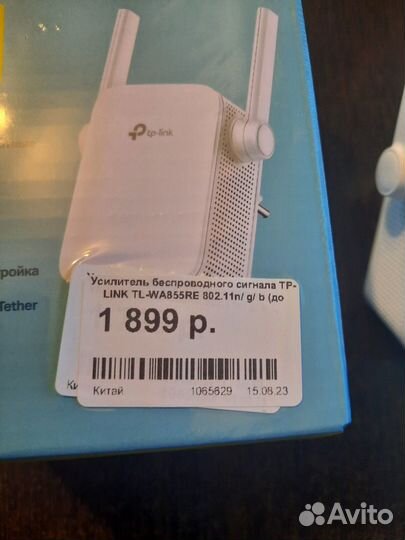 tp-link
ройка
Tether
Усилитель беспроводного сигнала TP-
LINK TL-WA855RE 802.11n/ g/ b (до
1 899 р.
Китай
1065629
15.08.23
Ки
Avito